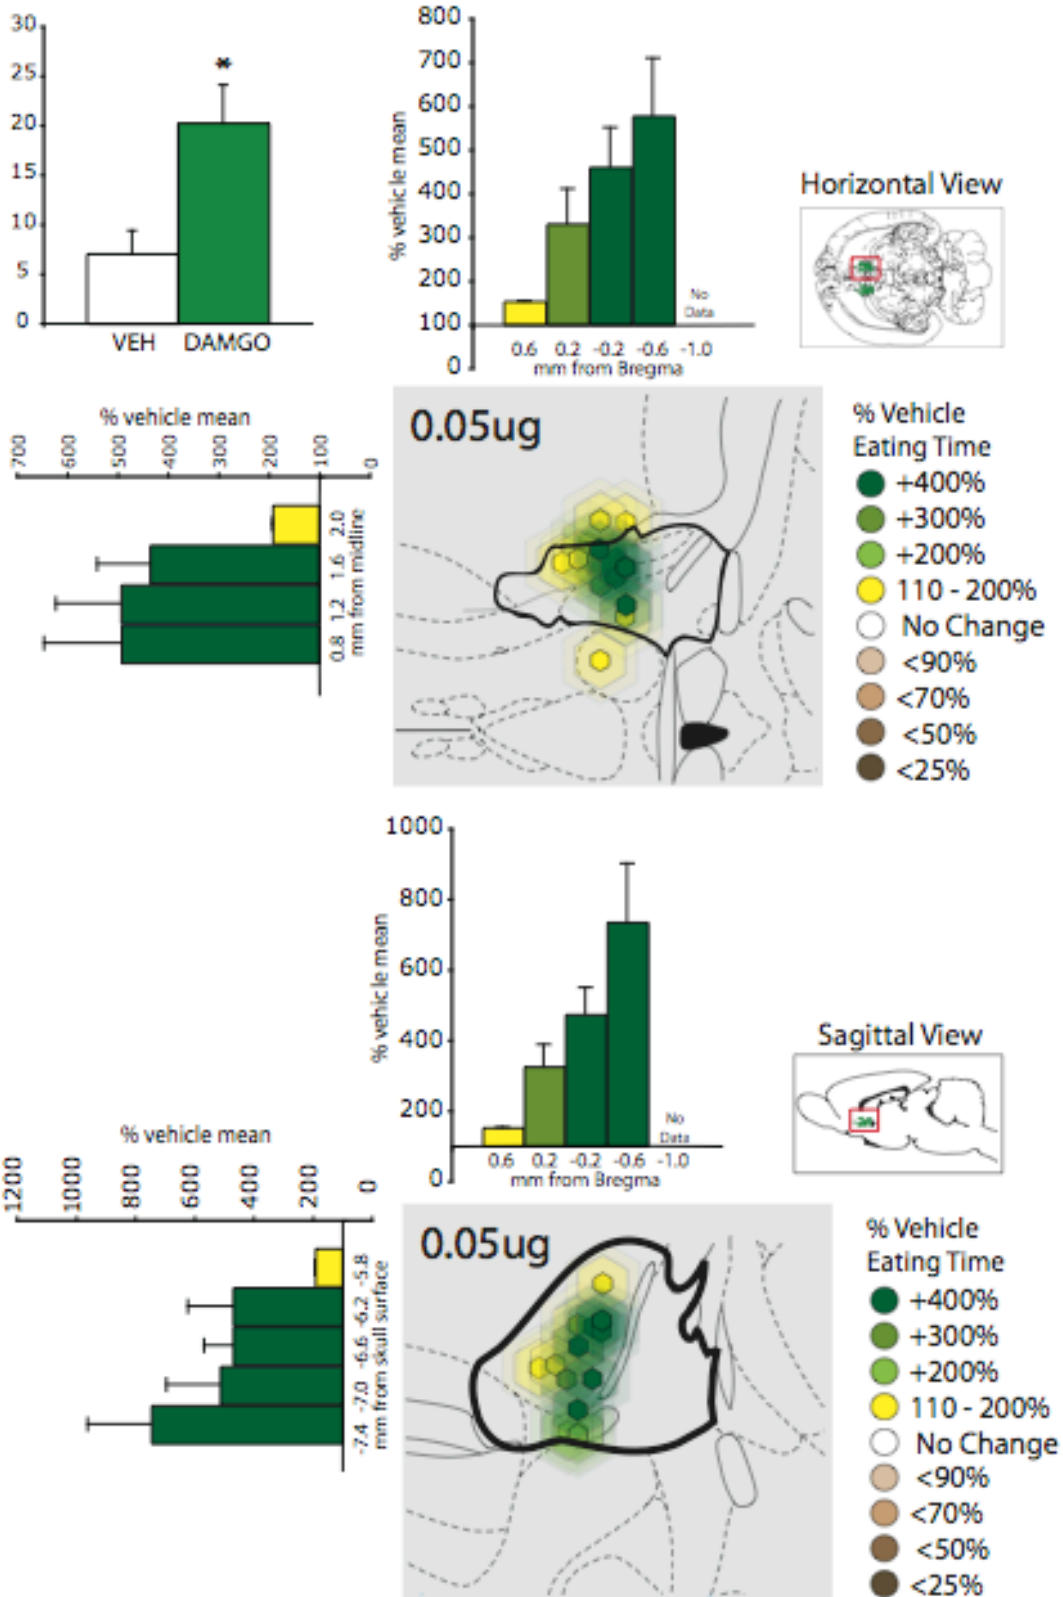 30
25
20
15
10
5
0
VEH DAMGO
% vehicle mean
800
700
600
500
400
300
200
100
0
No
Data
0.6 0.2 -0.2 -0.6 -1.0
mm from Bregma
Horizontal View
% vehicle mean
700 600 500 400 300 200 100 0
2.0
1.6
1.2
0.8
mm from midline
0.05ug
% Vehicle
Eating Time
+400%
+300%
+200%
110 - 200%
No Change
<90%
<70%
<50%
<25%
% vehicle mean
1000
800
600
400
200
0
No
Data
0.6 0.2 -0.2 -0.6 -1.0
mm from Bregma
Sagittal View
% vehicle mean
1200 1000 800 600 400 200 0
-5.8
-6.2
-6.6
-7.0
-7.4
mm from skull surface
0.05ug
% Vehicle
Eating Time
+400%
+300%
+200%
110 - 200%
No Change
<90%
<70%
<50%
<25%